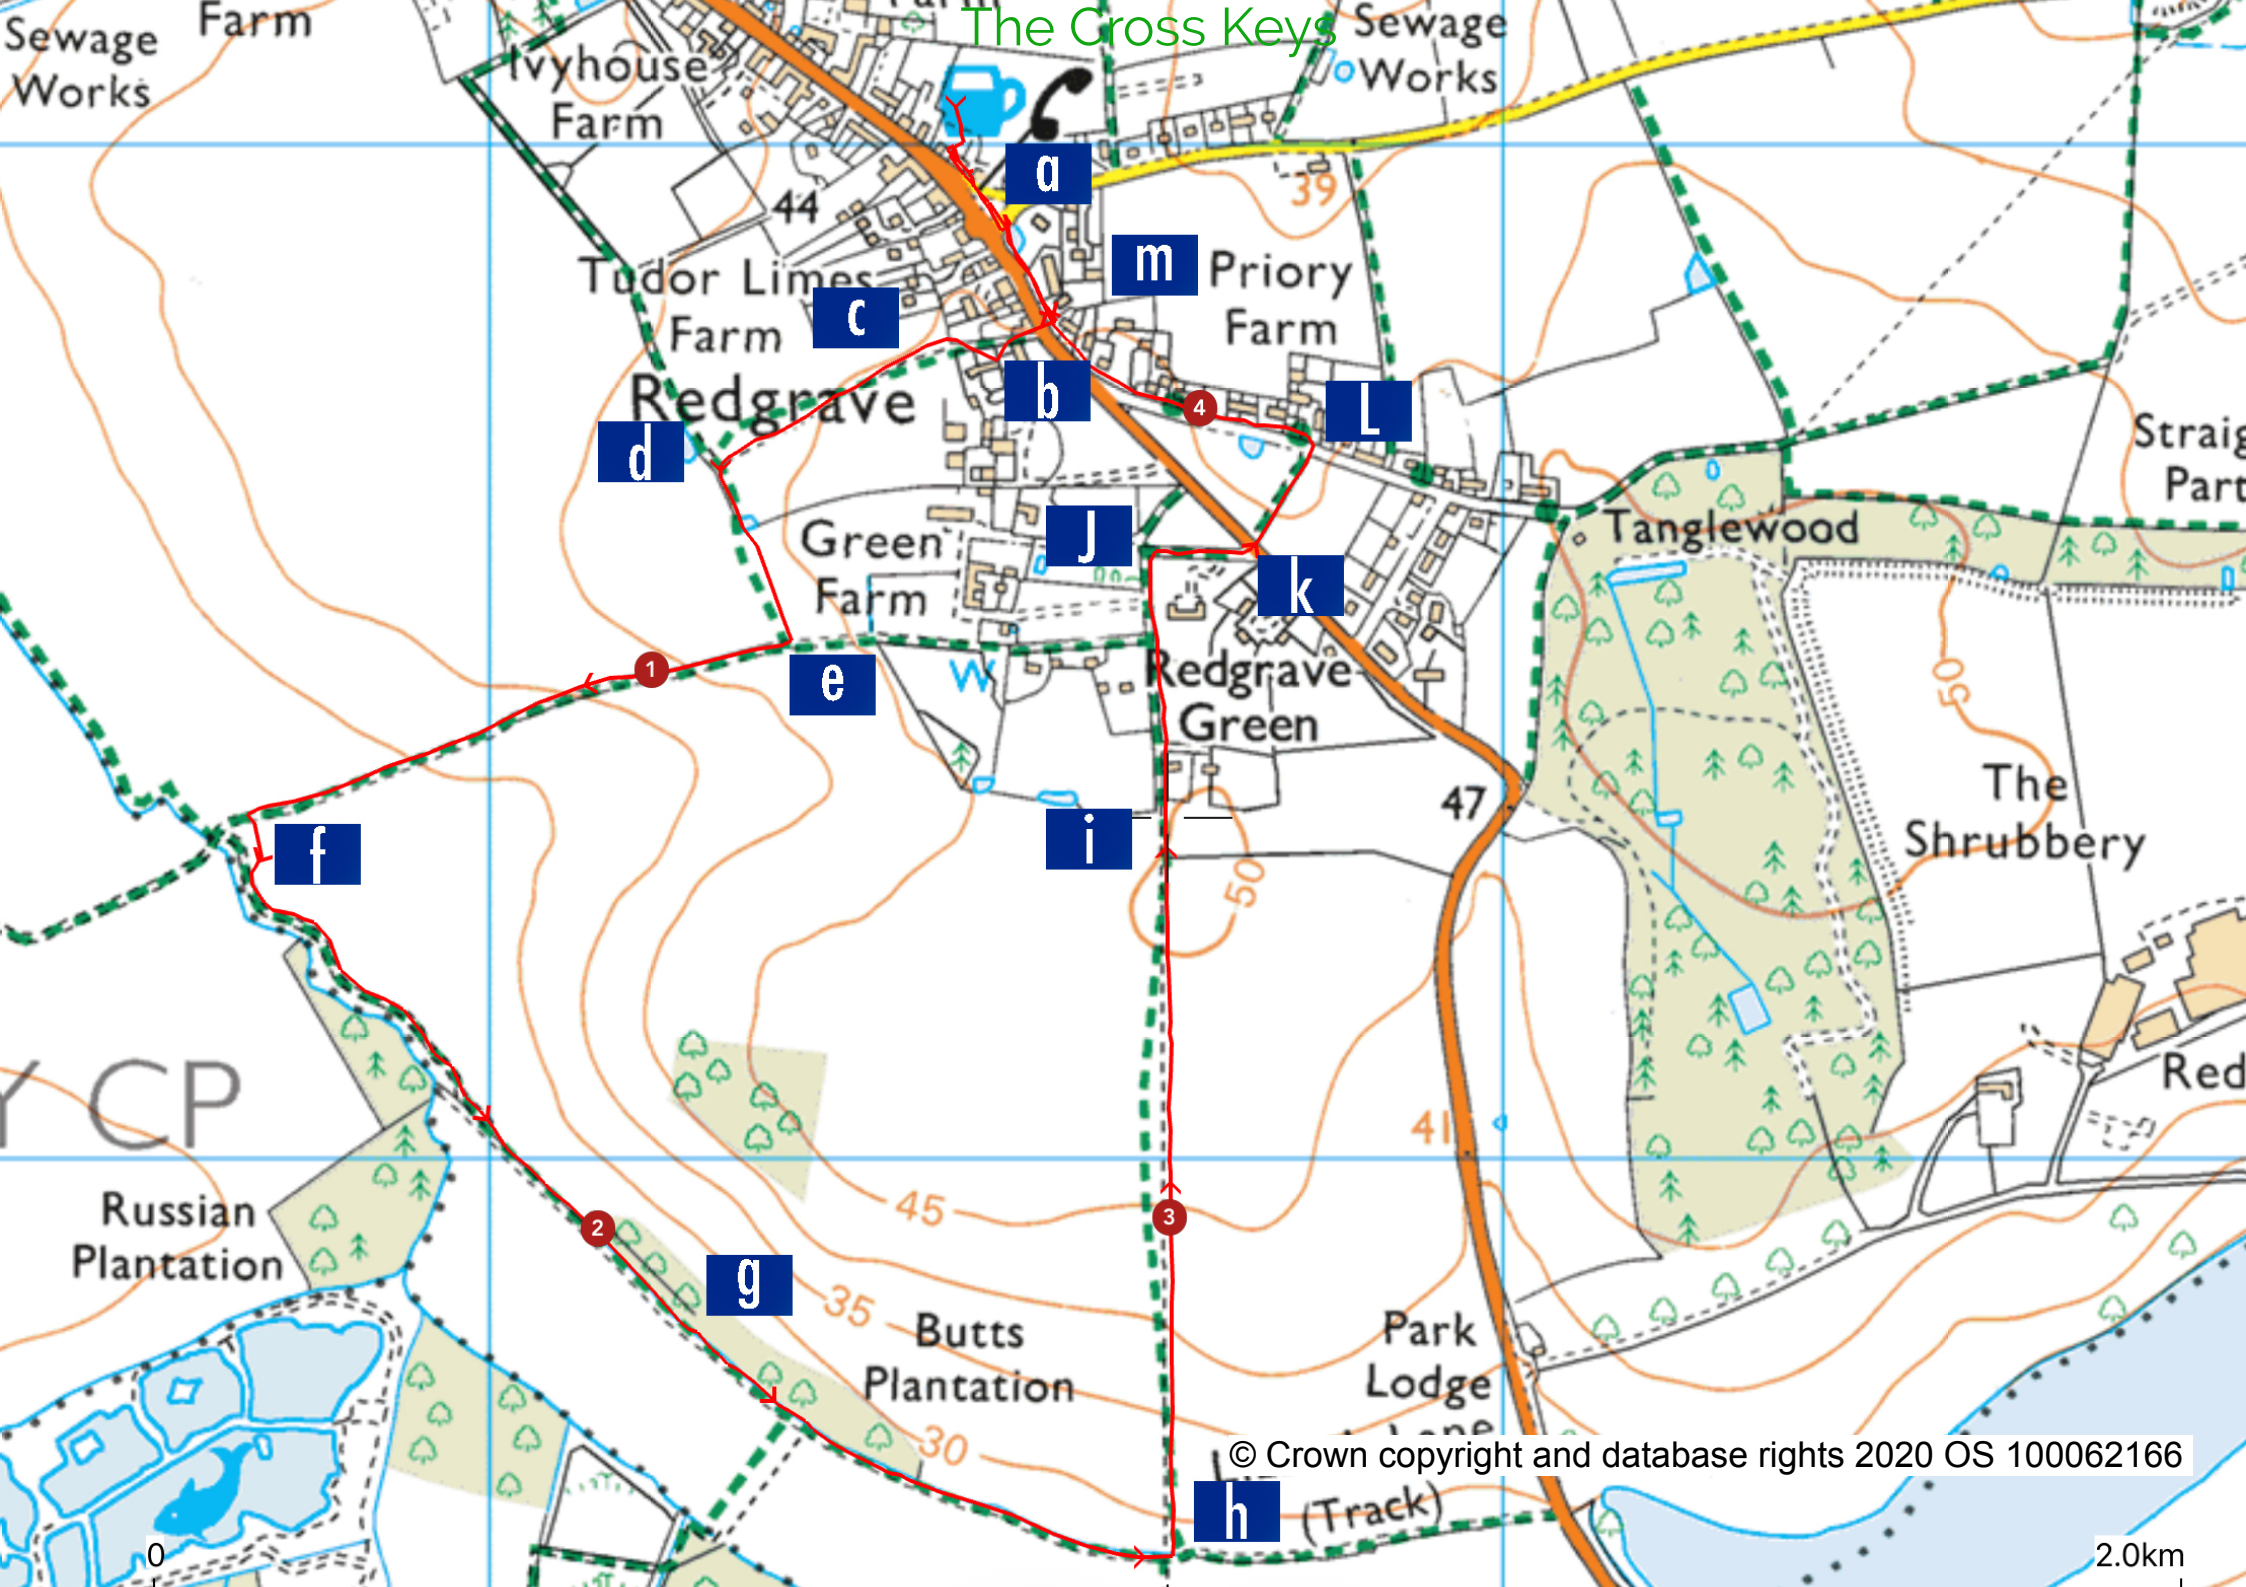 The Cross Keys
Sewage
Works
Farm
Ivyhouse
Farm
Sewage
Works
a
39
44
m
Priory
Farm
Tudor Limes
Farm
c
Redgrave
b
4
L
d
Straig
Part
Green
Farm
J
Tanglewood
k
1
e
W
Redgrave
Green
50
47
The
Shrubbery
f
i
50
Y CP
Red
41
Russian
Plantation
45
3
2
g
35
Butts
Plantation
Park
Lodge
30
© Crown copyright and database rights 2020 OS 100062166
h
(Track)
0
2.0km